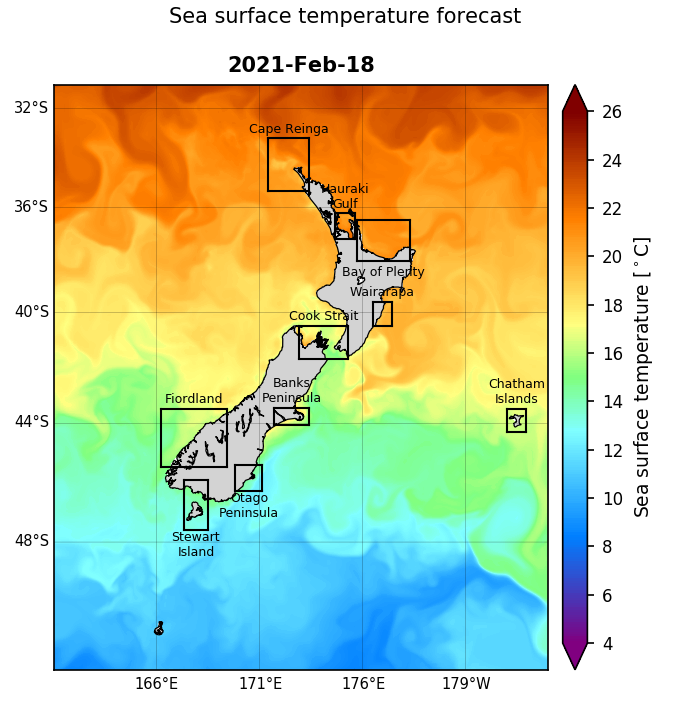 Sea surface temperature forecast
2021-Feb-18
32°S
36°S
40°S
44°S
48°S
Cape Reinga
Hauraki
Gulf
Bay of Plenty
Wairarapa
Cook Strait
Banks
Peninsula
Fiordland
Chatham
Islands
Otago
Peninsula
Stewart
Island
166°E
171°E
176°E
179°W
26
24
22
20
18
16
14
12
10
8
6
4
Sea surface temperature [°C]